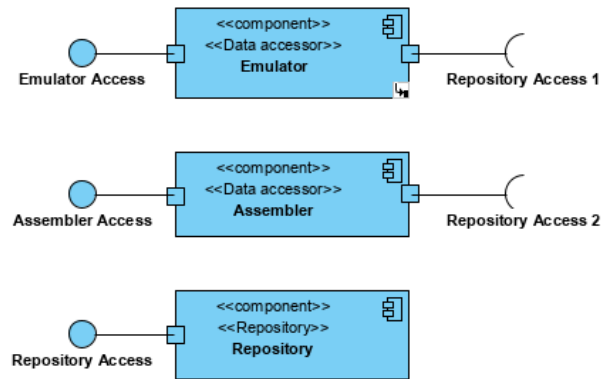 <<component>>
<<Data accessor>>
Emulator
Emulator Access
Repository Access 1
<<component>>
<<Data accessor>>
Assembler
Assembler Access
Repository Access 2
<<component>>
<<Repository>>
Repository
Repository Access